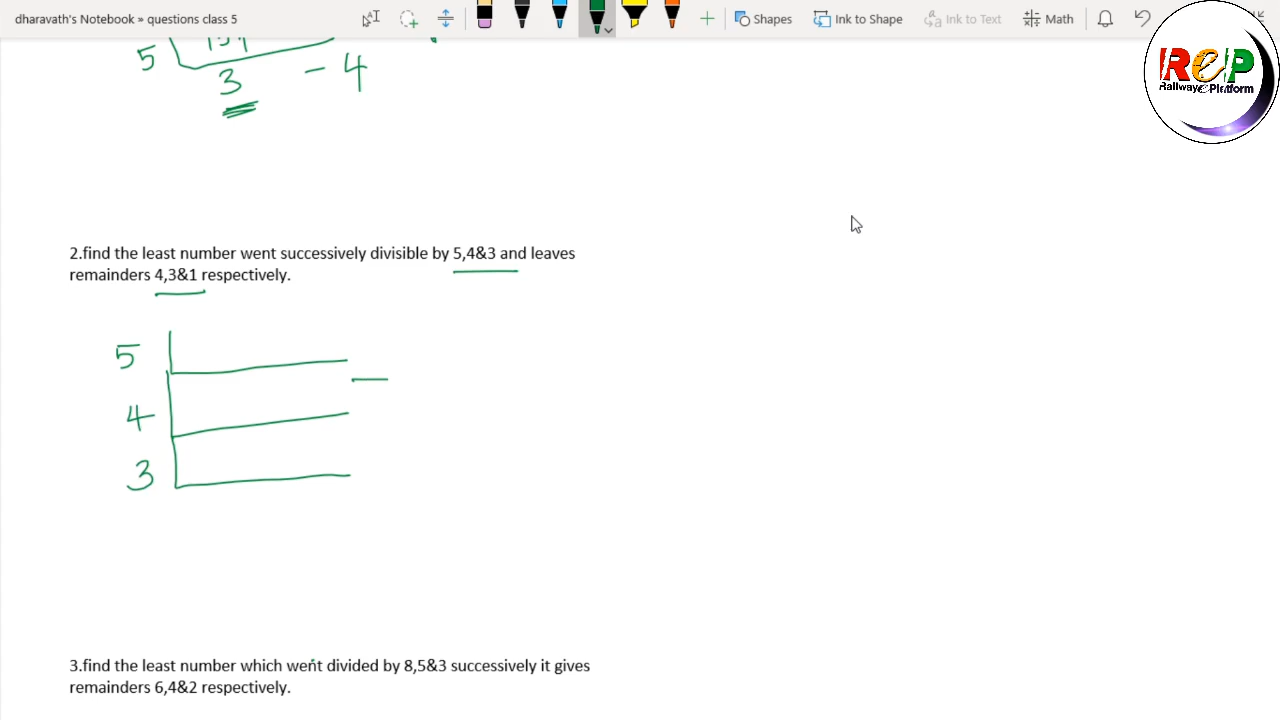 dharavath's Notebook » questions class 5
Shapes
Ink to Shape
Ink to Text
Math
ReP
Railway e Platform
5
3 - 4
2.find the least number went successively divisible by 5,4&3 and leaves
remainders 4,3&1 respectively.
5
4
3
3.find the least number which went divided by 8,5&3 successively it gives
remainders 6,4&2 respectively.